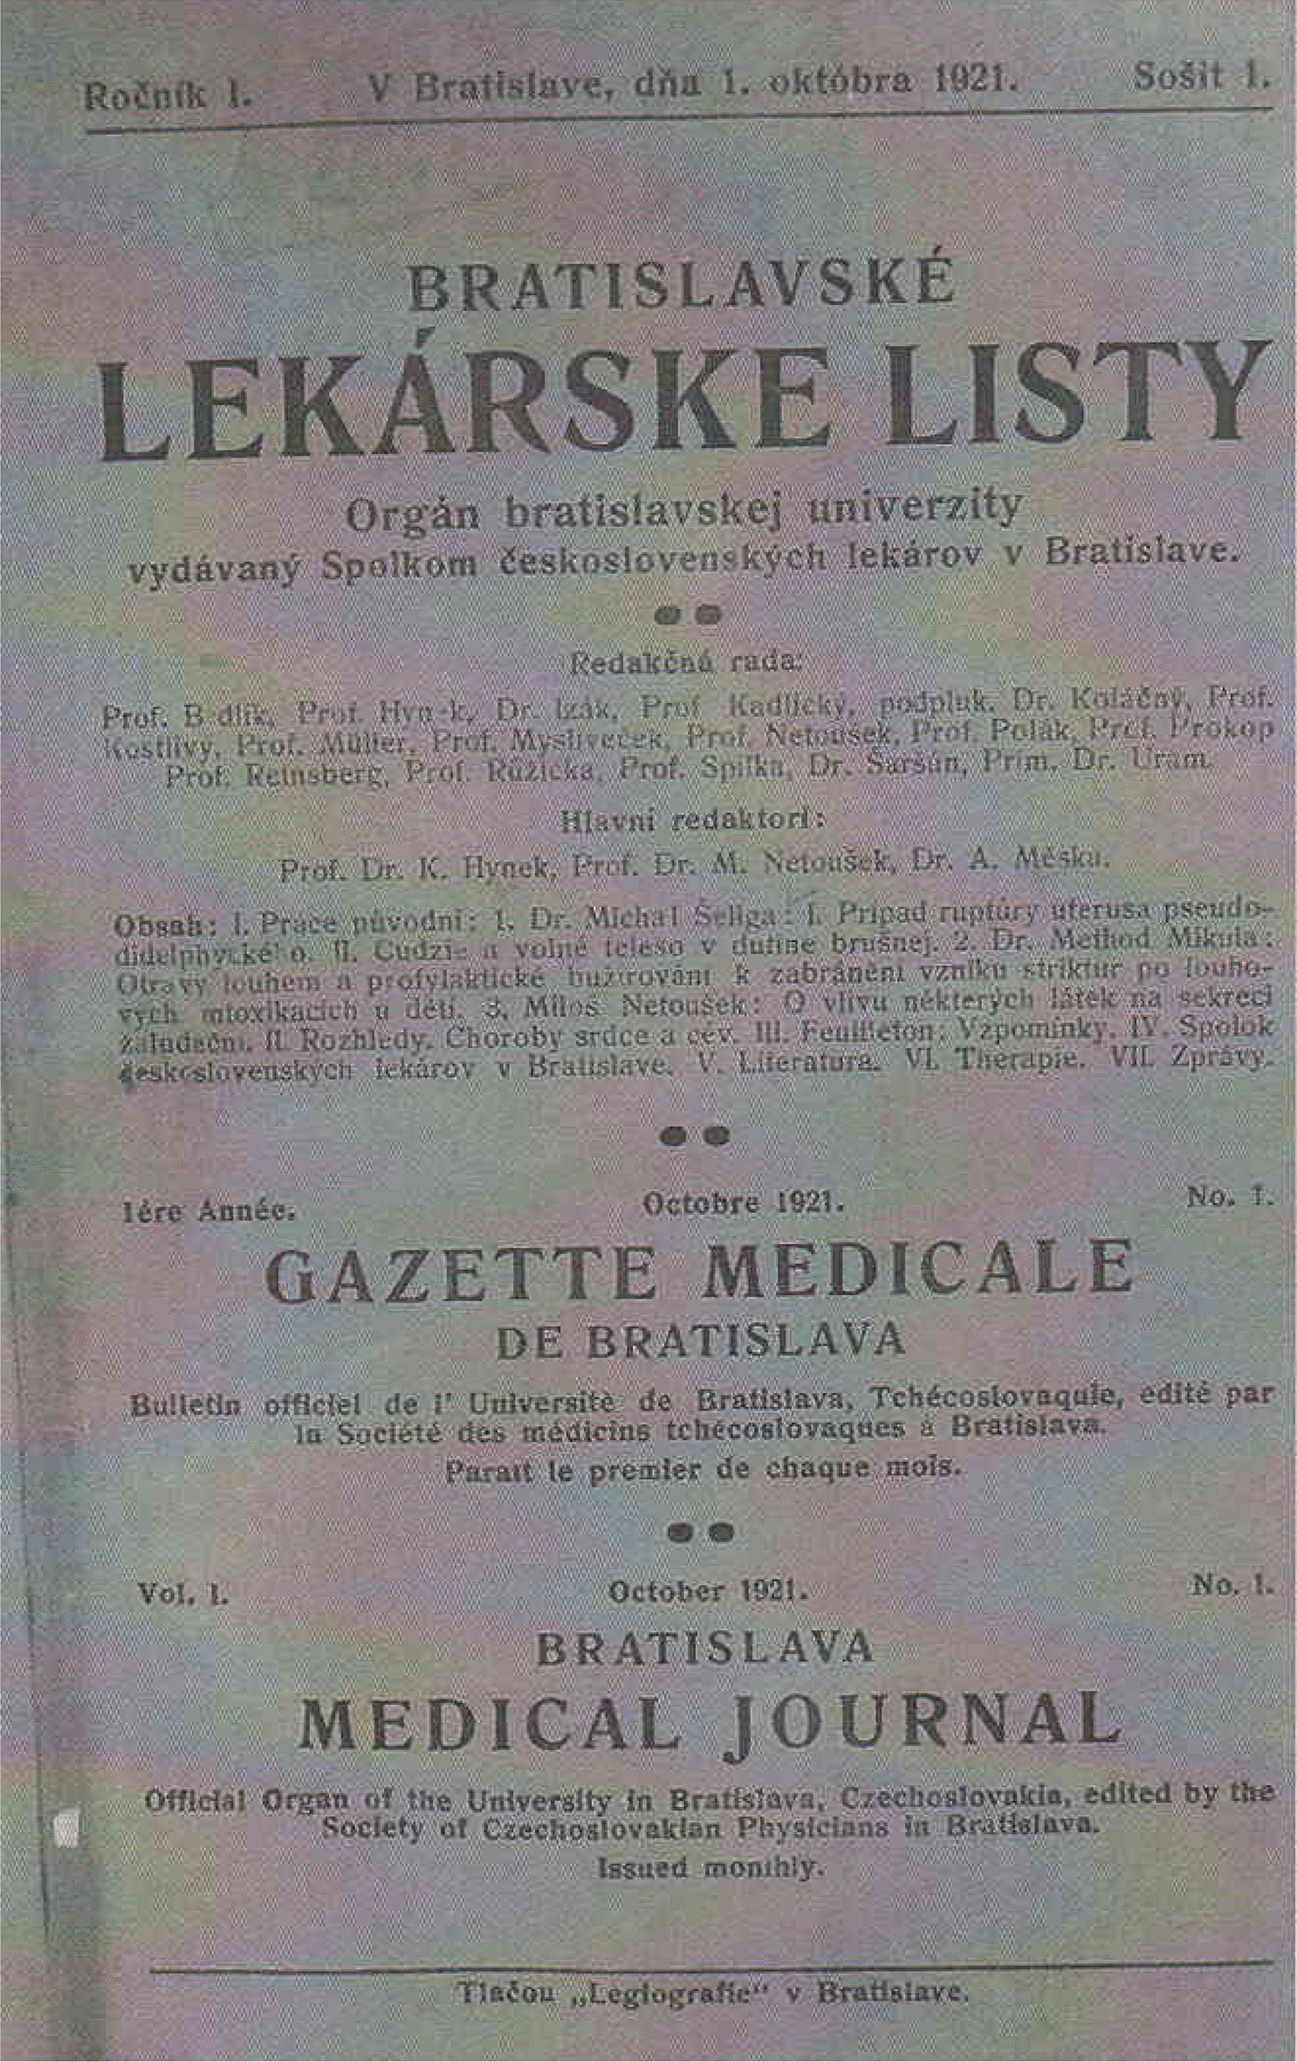 Ročník I. V Bratislave, dňa 1. októbra 1921. Sošit 1.
BRATISLAVSKÉ
LEKÁRSKE LISTY
Orgán bratislavskej univerzity
vydávaný Spolkom československých lekárov v Bratislave.
Redakčná rada:
Prof. Prof. Dr. Izák, Prof Kadlický, podpluk. Dr. Koláčný, Prof.
Kostlivy, Prof. Müller, Prof. Mysliveček, Prof. Netoušek, Prof. Polák, Prof. Prokop
Prof. Reinsberg, Prof. Růžicka, Prof. Spilka, Dr. Šaršún, Prim. Dr. Uram.
Hlavní redaktori:
Prof. Dr. K. Hynek, Prof. Dr. M. Netoušek, Dr. A.
Obsah: I. Práce původní: 1. Dr. Michal Šeliga: I. Prípad ruptúry uterusa pseudo-
II. Cudzie a volné teleso v dutine brušnej. 2. Dr. Method Mikula:
Otravy louhem a profylaktické bužírování k zabránění vzniku striktur po louho-
vých intoxikacích u dětí. 3. Miloš Netoušek: O vlivu některých látek na sekreci
žaludeční. II. Rozhledy. Choroby srdce a cév. III. Feuilleton: Vzpomínky. IV. Spolok
československých lekárov v Bratislave. V. Literatura. VI. Therapie. VII. Zprávy.
1ére Année. Octobre 1921. No. 1.
GAZETTE MEDICALE
DE BRATISLAVA
Bulletin officiel de l' Université de Bratislava, Tchécoslovaquie, edité par
la Société des médicins tchécoslovaques à Bratislava.
Parait le premier de chaque mois.
Vol. I. October 1921. No. 1.
BRATISLAVA
MEDICAL JOURNAL
Official Organ of the University in Bratislava, Czechoslovakia, edited by the
Society of Czechoslovakian Physicians in Bratislava.
Issued monthly.
Tlačou „Legiografie“ v Bratislave.